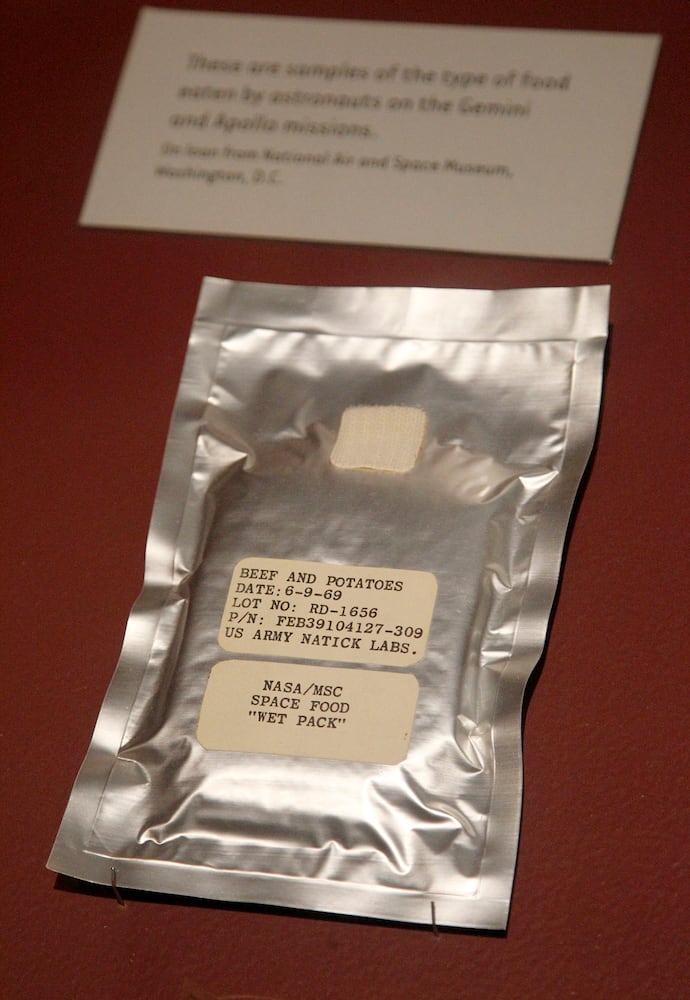 These are samples of the type of food
eaten by astronauts on the Gemini
and Apollo missions.
On loan from National Air and Space Museum,
Washington, D.C.
BEEF AND POTATOES
DATE:6-9-69
LOT NO: RD-1656
P/N: FEB39104127-309
US ARMY NATICK LABS.
NASA/MSC
SPACE FOOD
"WET PACK"